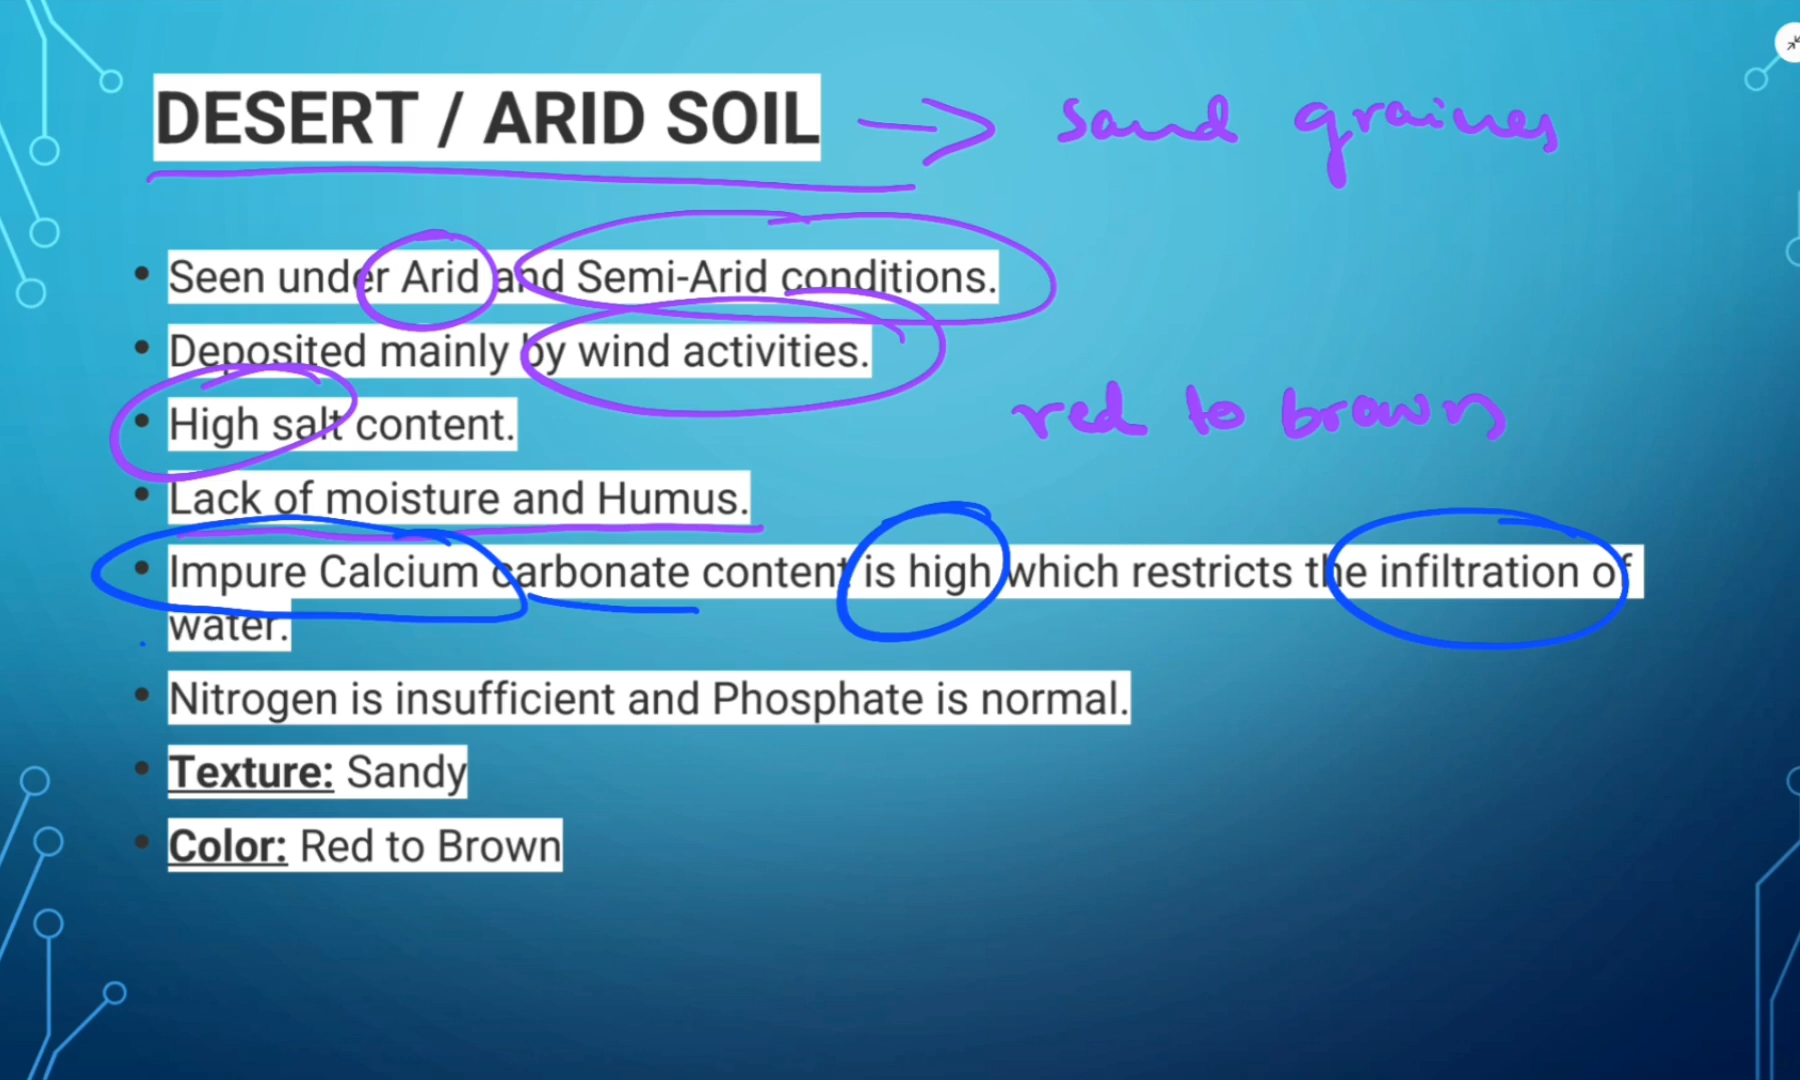 DESERT / ARID SOIL → sand graines
• Seen under Arid and Semi-Arid conditions.
• Deposited mainly by wind activities.
• High salt content.
red to brown
• Lack of moisture and Humus.
• Impure Calcium carbonate content is high which restricts the infiltration of
water.
• Nitrogen is insufficient and Phosphate is normal.
• Texture: Sandy
• Color: Red to Brown